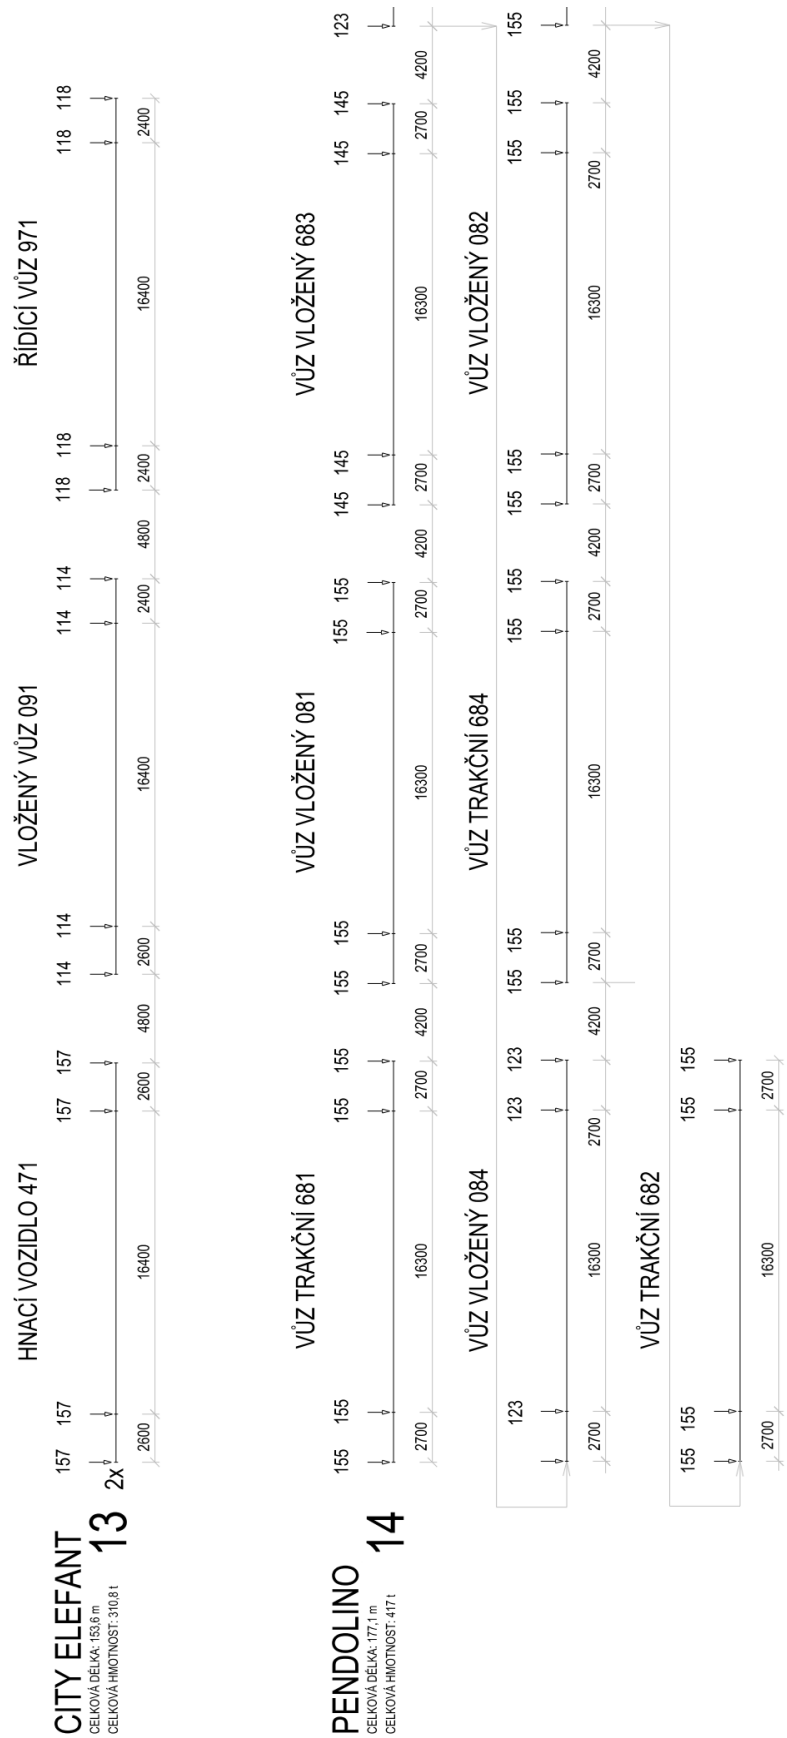 HNACÍ VOZIDLO 471 VLOŽENÝ VŮZ 091 ŘÍDÍCÍ VŮZ 971
CITY ELEFANT
157 157 157 157 114 114 114 114 118 118 118 118
CELKOVÁ DÉLKA: 153,6 m
CELKOVÁ HMOTNOST: 310,8 t
13 2x
2600 16400 2600 4800 2600 16400 2400 4800 2400 16400 2400
VŮZ TRAKČNÍ 681 VŮZ VLOŽENÝ 081 VŮZ VLOŽENÝ 683
PENDOLINO
155 155 155 155 155 155 155 155 145 145 145 145 123
CELKOVÁ DÉLKA: 177,1 m
CELKOVÁ HMOTNOST: 417 t
14
2700 16300 2700 4200 2700 16300 2700 4200 2700 16300 2700 4200
VŮZ VLOŽENÝ 084 VŮZ TRAKČNÍ 684 VŮZ VLOŽENÝ 082
123 123 123 155 155 155 155 155 155 155 155 155
2700 16300 2700 4200 2700 16300 2700 4200 2700 16300 2700 4200
VŮZ TRAKČNÍ 682
155 155 155 155
2700 16300 2700